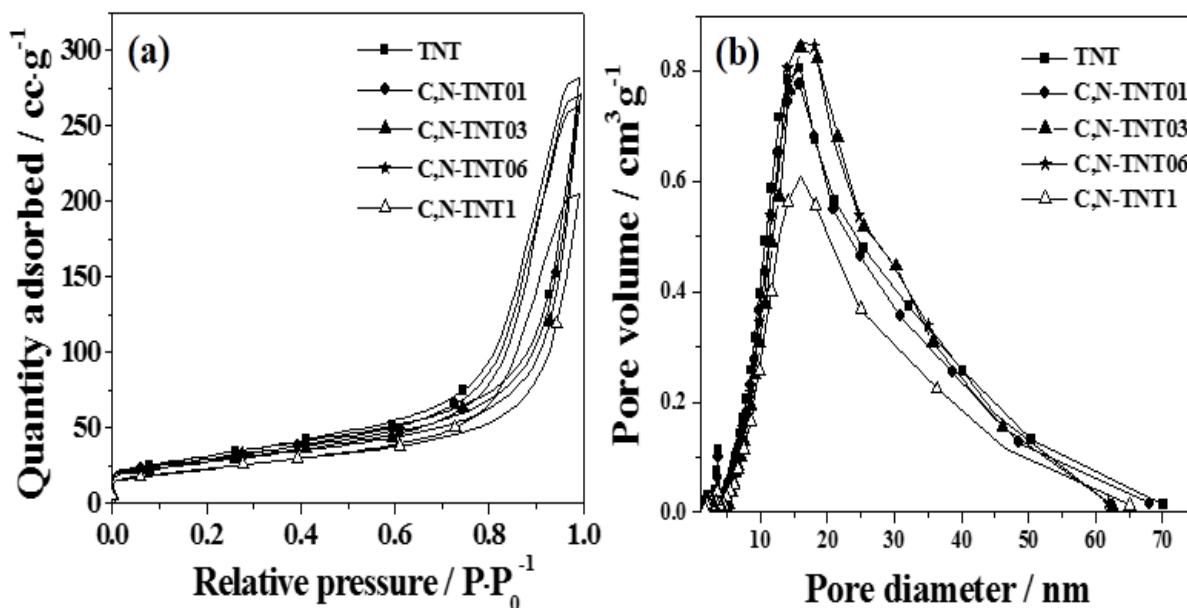 (a)
TNT
C,N-TNT01
C,N-TNT03
C,N-TNT06
C,N-TNT1
Quantity adsorbed / cc·g⁻¹
300
250
200
150
100
50
0
0.0 0.2 0.4 0.6 0.8 1.0
Relative pressure / P·P₀⁻¹
(b)
TNT
C,N-TNT01
C,N-TNT03
C,N-TNT06
C,N-TNT1
Pore volume / cm³g⁻¹
0.8
0.6
0.4
0.2
0.0
10 20 30 40 50 60 70
Pore diameter / nm